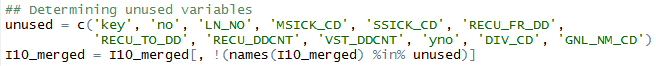 ## Determining unused variables
unused = c('key', 'no', 'LN_NO', 'MSICK_CD', 'SSICK_CD', 'RECU_FR_DD',
'RECU_TO_DD', 'RECU_DDCNT', 'VST_DDCNT', 'yno', 'DIV_CD', 'GNL_NM_CD')
I10_merged = I10_merged[, !(names(I10_merged) %in% unused)]